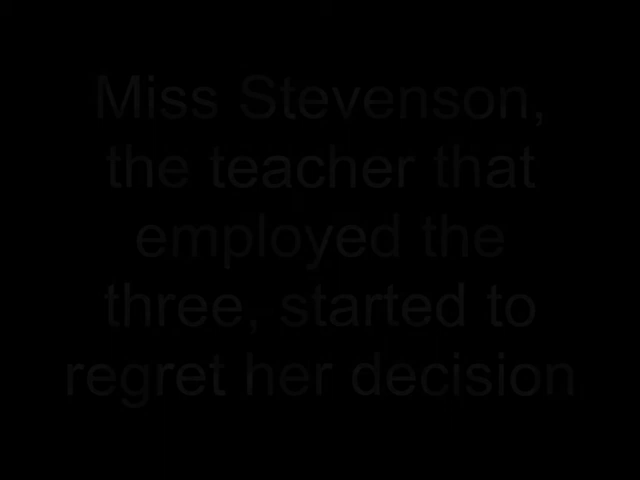 Miss Stevenson,
the teacher that
employed the
three, started to
regret her decision